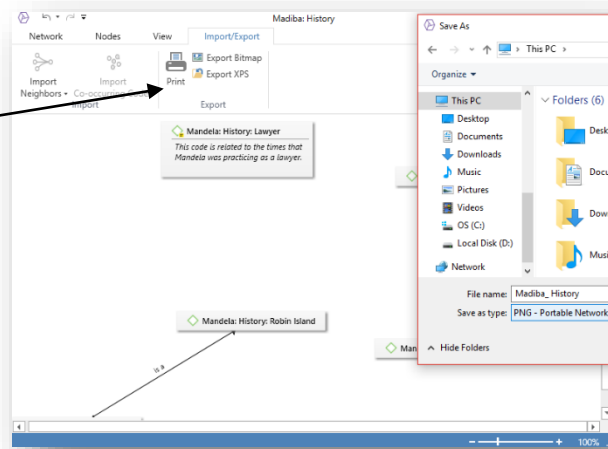 Madiba: History
Network Nodes View Import/Export
Import Neighbors
Import Co-occurring
Print
Export Bitmap
Export XPS
Import
Export
Mandela: History: Lawyer
This code is related to the times that
Mandela was practicing as a lawyer.
Mandela: History: Robin Island
is a
100%
Save As
This PC
Organize
This PC
Desktop
Documents
Downloads
Music
Pictures
Videos
OS (C:)
Local Disk (D:)
Network
Folders (6)
File name: Madiba_ History
Save as type: PNG - Portable Network
Hide Folders